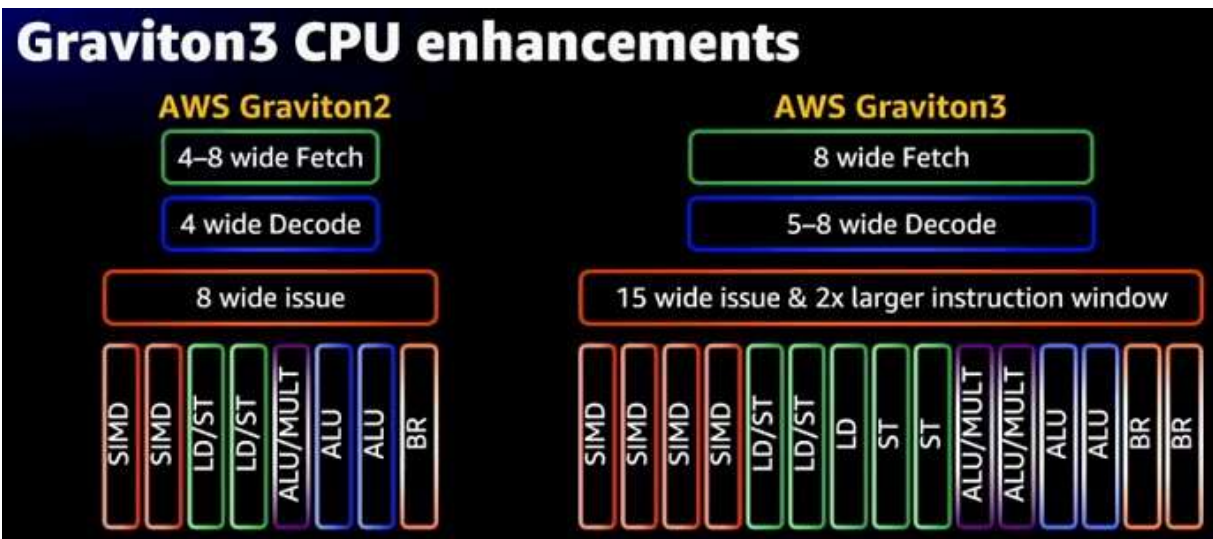 Graviton3 CPU enhancements
AWS Graviton2
4–8 wide Fetch
4 wide Decode
8 wide issue
SIMD
SIMD
LD/ST
LD/ST
ALU/MULT
ALU
ALU
BR
AWS Graviton3
8 wide Fetch
5–8 wide Decode
15 wide issue & 2x larger instruction window
SIMD
SIMD
SIMD
SIMD
LD/ST
LD/ST
LD
ST
ST
ALU/MULT
ALU/MULT
ALU
ALU
BR
BR